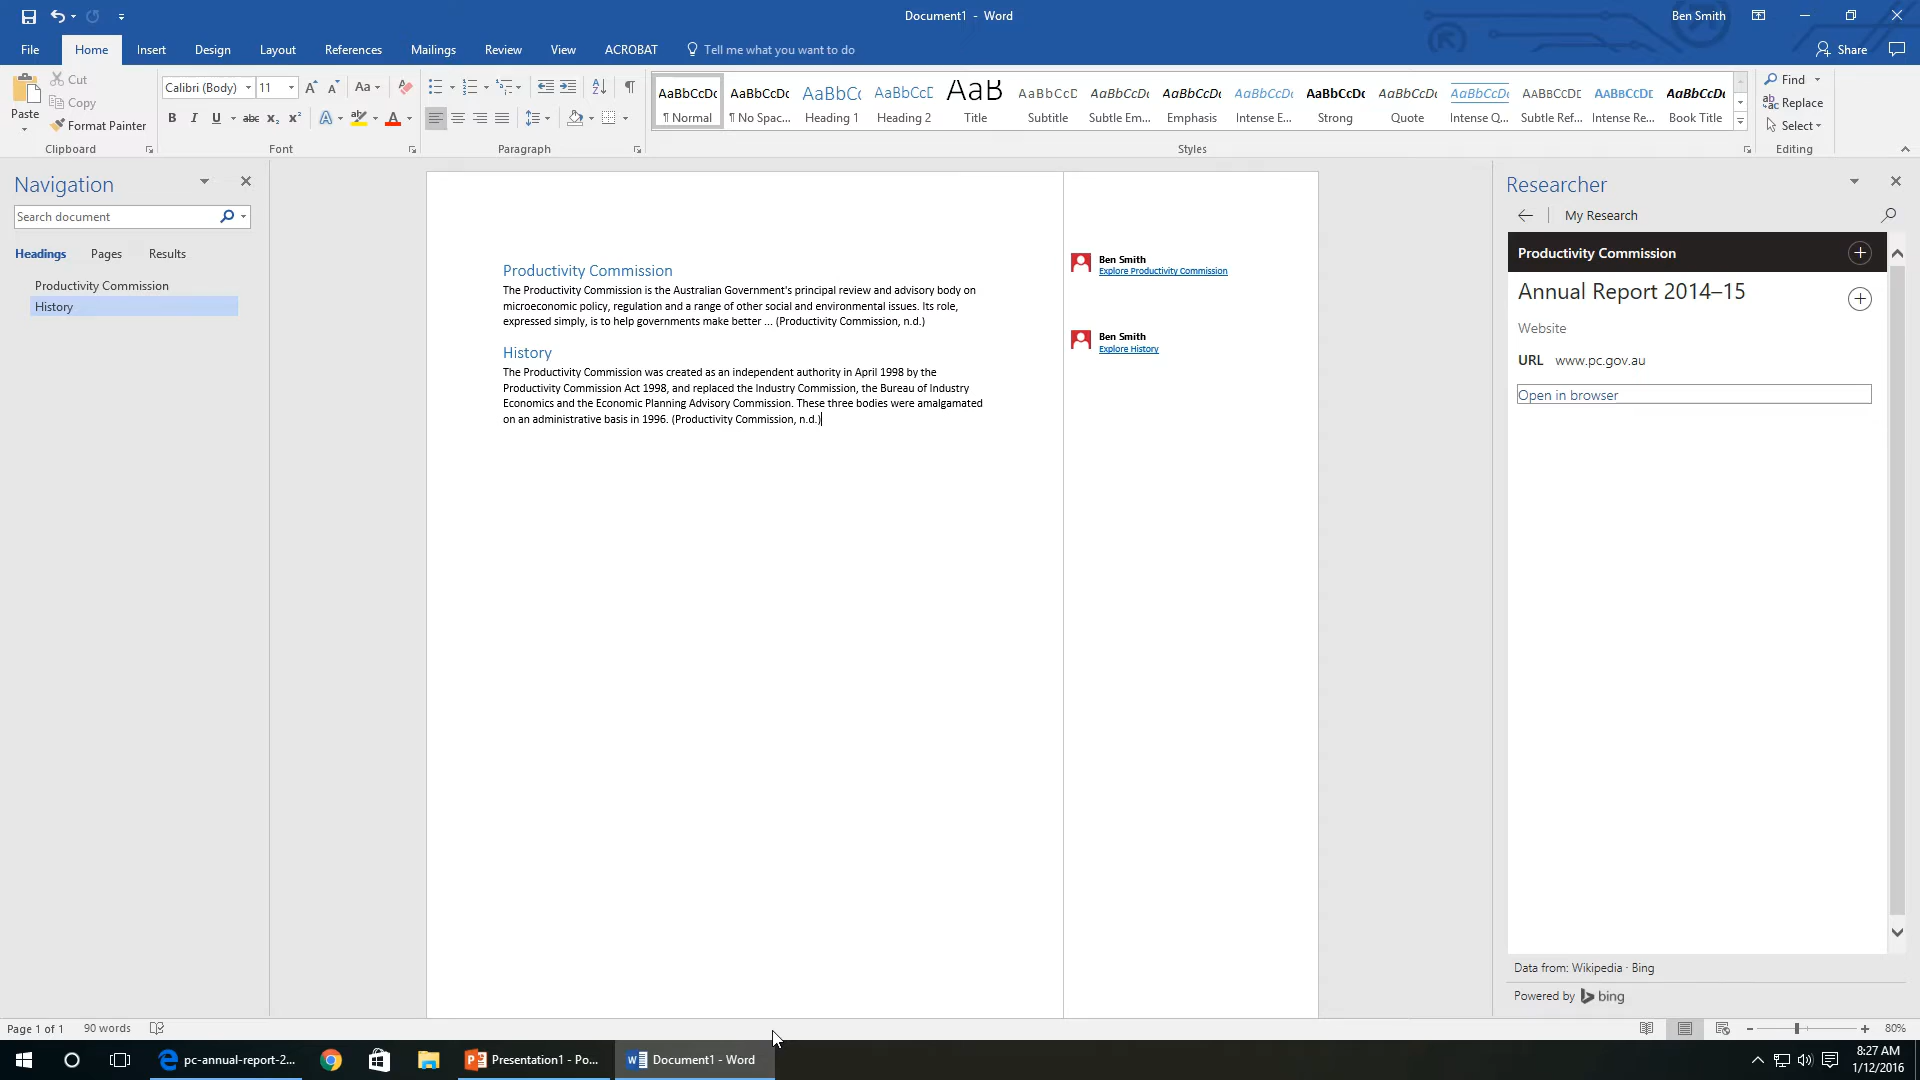 Document1 - Word
Ben Smith
File
Home
Insert
Design
Layout
References
Mailings
Review
View
ACROBAT
Tell me what you want to do
Share
Paste
Cut
Copy
Format Painter
Clipboard
Calibri (Body)
11
Aa
B I U abc x₂ x²
A
Font
Paragraph
AaBbCcDc
¶ Normal
AaBbCcDc
¶ No Spac...
AaBbCc
Heading 1
AaBbCcE
Heading 2
AaB
Title
AaBbCcD
Subtitle
AaBbCcDc
Subtle Em...
AaBbCcDc
Emphasis
AaBbCcDc
Intense E...
AaBbCcDc
Strong
AaBbCcDc
Quote
AaBbCcDc
Intense Q...
AABBCCDE
Subtle Ref...
AABBCCDE
Intense Re...
AaBbCcDc
Book Title
Styles
Find
Replace
Select
Editing
Navigation
Search document
Headings
Pages
Results
Productivity Commission
History
Productivity Commission
The Productivity Commission is the Australian Government's principal review and advisory body on
microeconomic policy, regulation and a range of other social and environmental issues. Its role,
expressed simply, is to help governments make better ... (Productivity Commission, n.d.)
History
The Productivity Commission was created as an independent authority in April 1998 by the
Productivity Commission Act 1998, and replaced the Industry Commission, the Bureau of Industry
Economics and the Economic Planning Advisory Commission. These three bodies were amalgamated
on an administrative basis in 1996. (Productivity Commission, n.d.)
Ben Smith
Explore Productivity Commission
Ben Smith
Explore History
Researcher
My Research
Productivity Commission
Annual Report 2014–15
Website
URL www.pc.gov.au
Open in browser
Data from: Wikipedia · Bing
Powered by bing
Page 1 of 1
90 words
80%
pc-annual-report-2...
Presentation1 - Po...
Document1 - Word
8:27 AM
1/12/2016